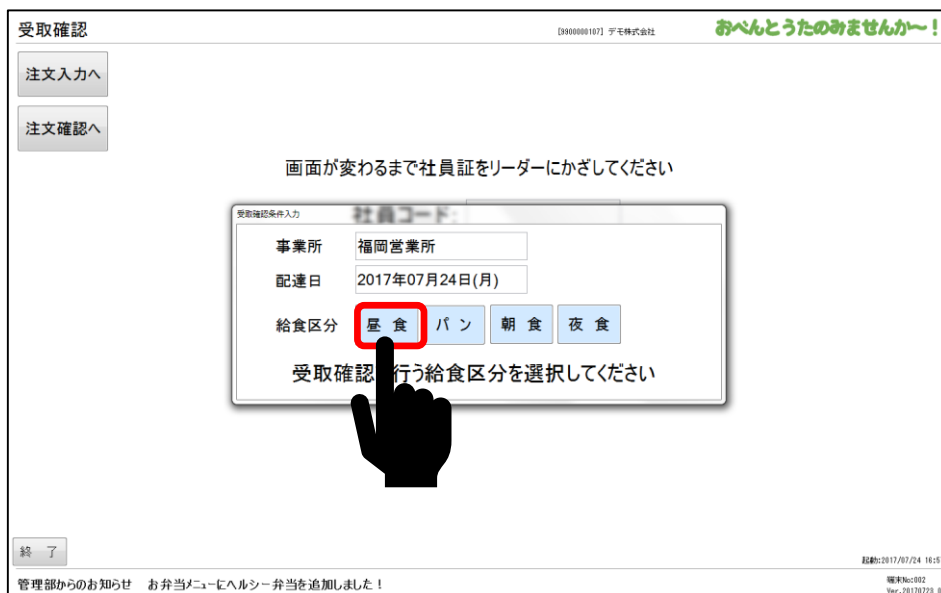 受取確認
[9900000107] デモ株式会社
おべんとうたのみませんか～！
注文入力へ
注文確認へ
画面が変わるまで社員証をリーダーにかざしてください
社員コード:
受取確認条件入力
事業所 福岡営業所
配達日 2017年07月24日(月)
給食区分 昼 食 パ ン 朝 食 夜 食
受取確認 行う給食区分を選択してください
終 了
起動:2017/07/24 16:5
管理部からのお知らせ お弁当メニューにヘルシー弁当を追加しました！
端末No:002
Ver.20170723